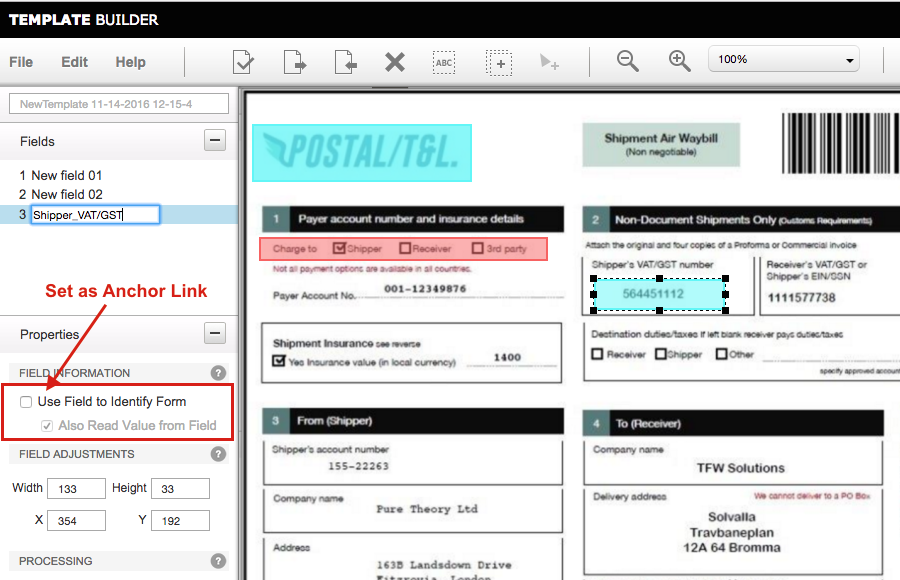 TEMPLATE BUILDER
File Edit Help
ABC
100%
NewTemplate 11-14-2016 12-15-4
Fields
1 New field 01
2 New field 02
3 Shipper_VAT/GST
Set as Anchor Link
Properties
FIELD INFORMATION ?
Use Field to Identify Form
Also Read Value from Field
FIELD ADJUSTMENTS ?
Width 133 Height 33
X 354 Y 192
PROCESSING ?
POSTAL/T&L.
Shipment Air Waybill
(Non negotiable)
1 Payer account number and insurance details
Charge to Shipper Receiver 3rd party
Not all payment options are available in all countries.
Payer Account No. 001-12349876
Shipment Insurance see reverse
Yes Insurance value (in local currency) 1400
2 Non-Document Shipments Only (Customs Requirements)
Attach the original and four copies of a Proforma or Commercial invoice
Shipper's VAT/GST number
564451112
Receiver's VAT/GST or
Shipper's EIN/SSN
1111577738
Destination duties/taxes If left blank receiver pays duties/taxes
Receiver Shipper Other
specify approved account
3 From (Shipper)
Shipper's account number
155-22263
Company name
Pure Theory Ltd
Address
163B Landsdown Drive
Fitzrovia, London
4 To (Receiver)
Company name
TFW Solutions
Delivery address We cannot deliver to a PO Box
Solvalla
Travbaneplan
12A 64 Bromma